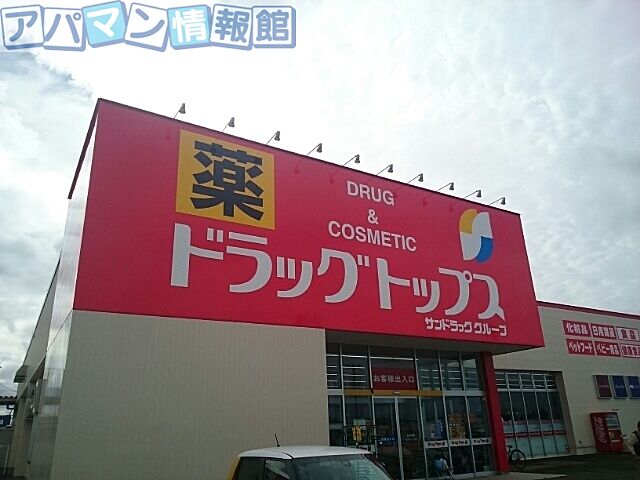 アパマン情報館
薬
DRUG
&
COSMETIC
ドラッグトップス
サンドラッググループ
化粧品 日用雑貨 食品
ペットフード ベビー用品
お客様出入口